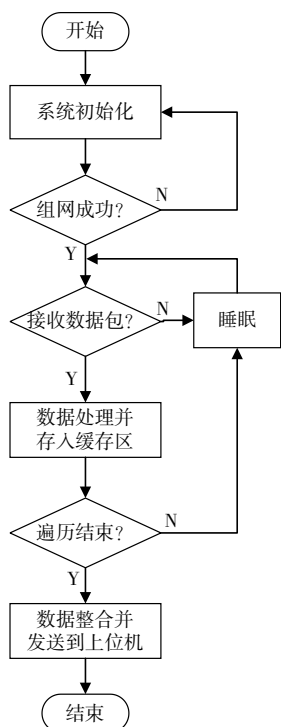 开始
系统初始化
组网成功?
N
Y
接收数据包?
N
睡眠
Y
数据处理并
存入缓存区
遍历结束?
N
Y
数据整合并
发送到上位机
结束